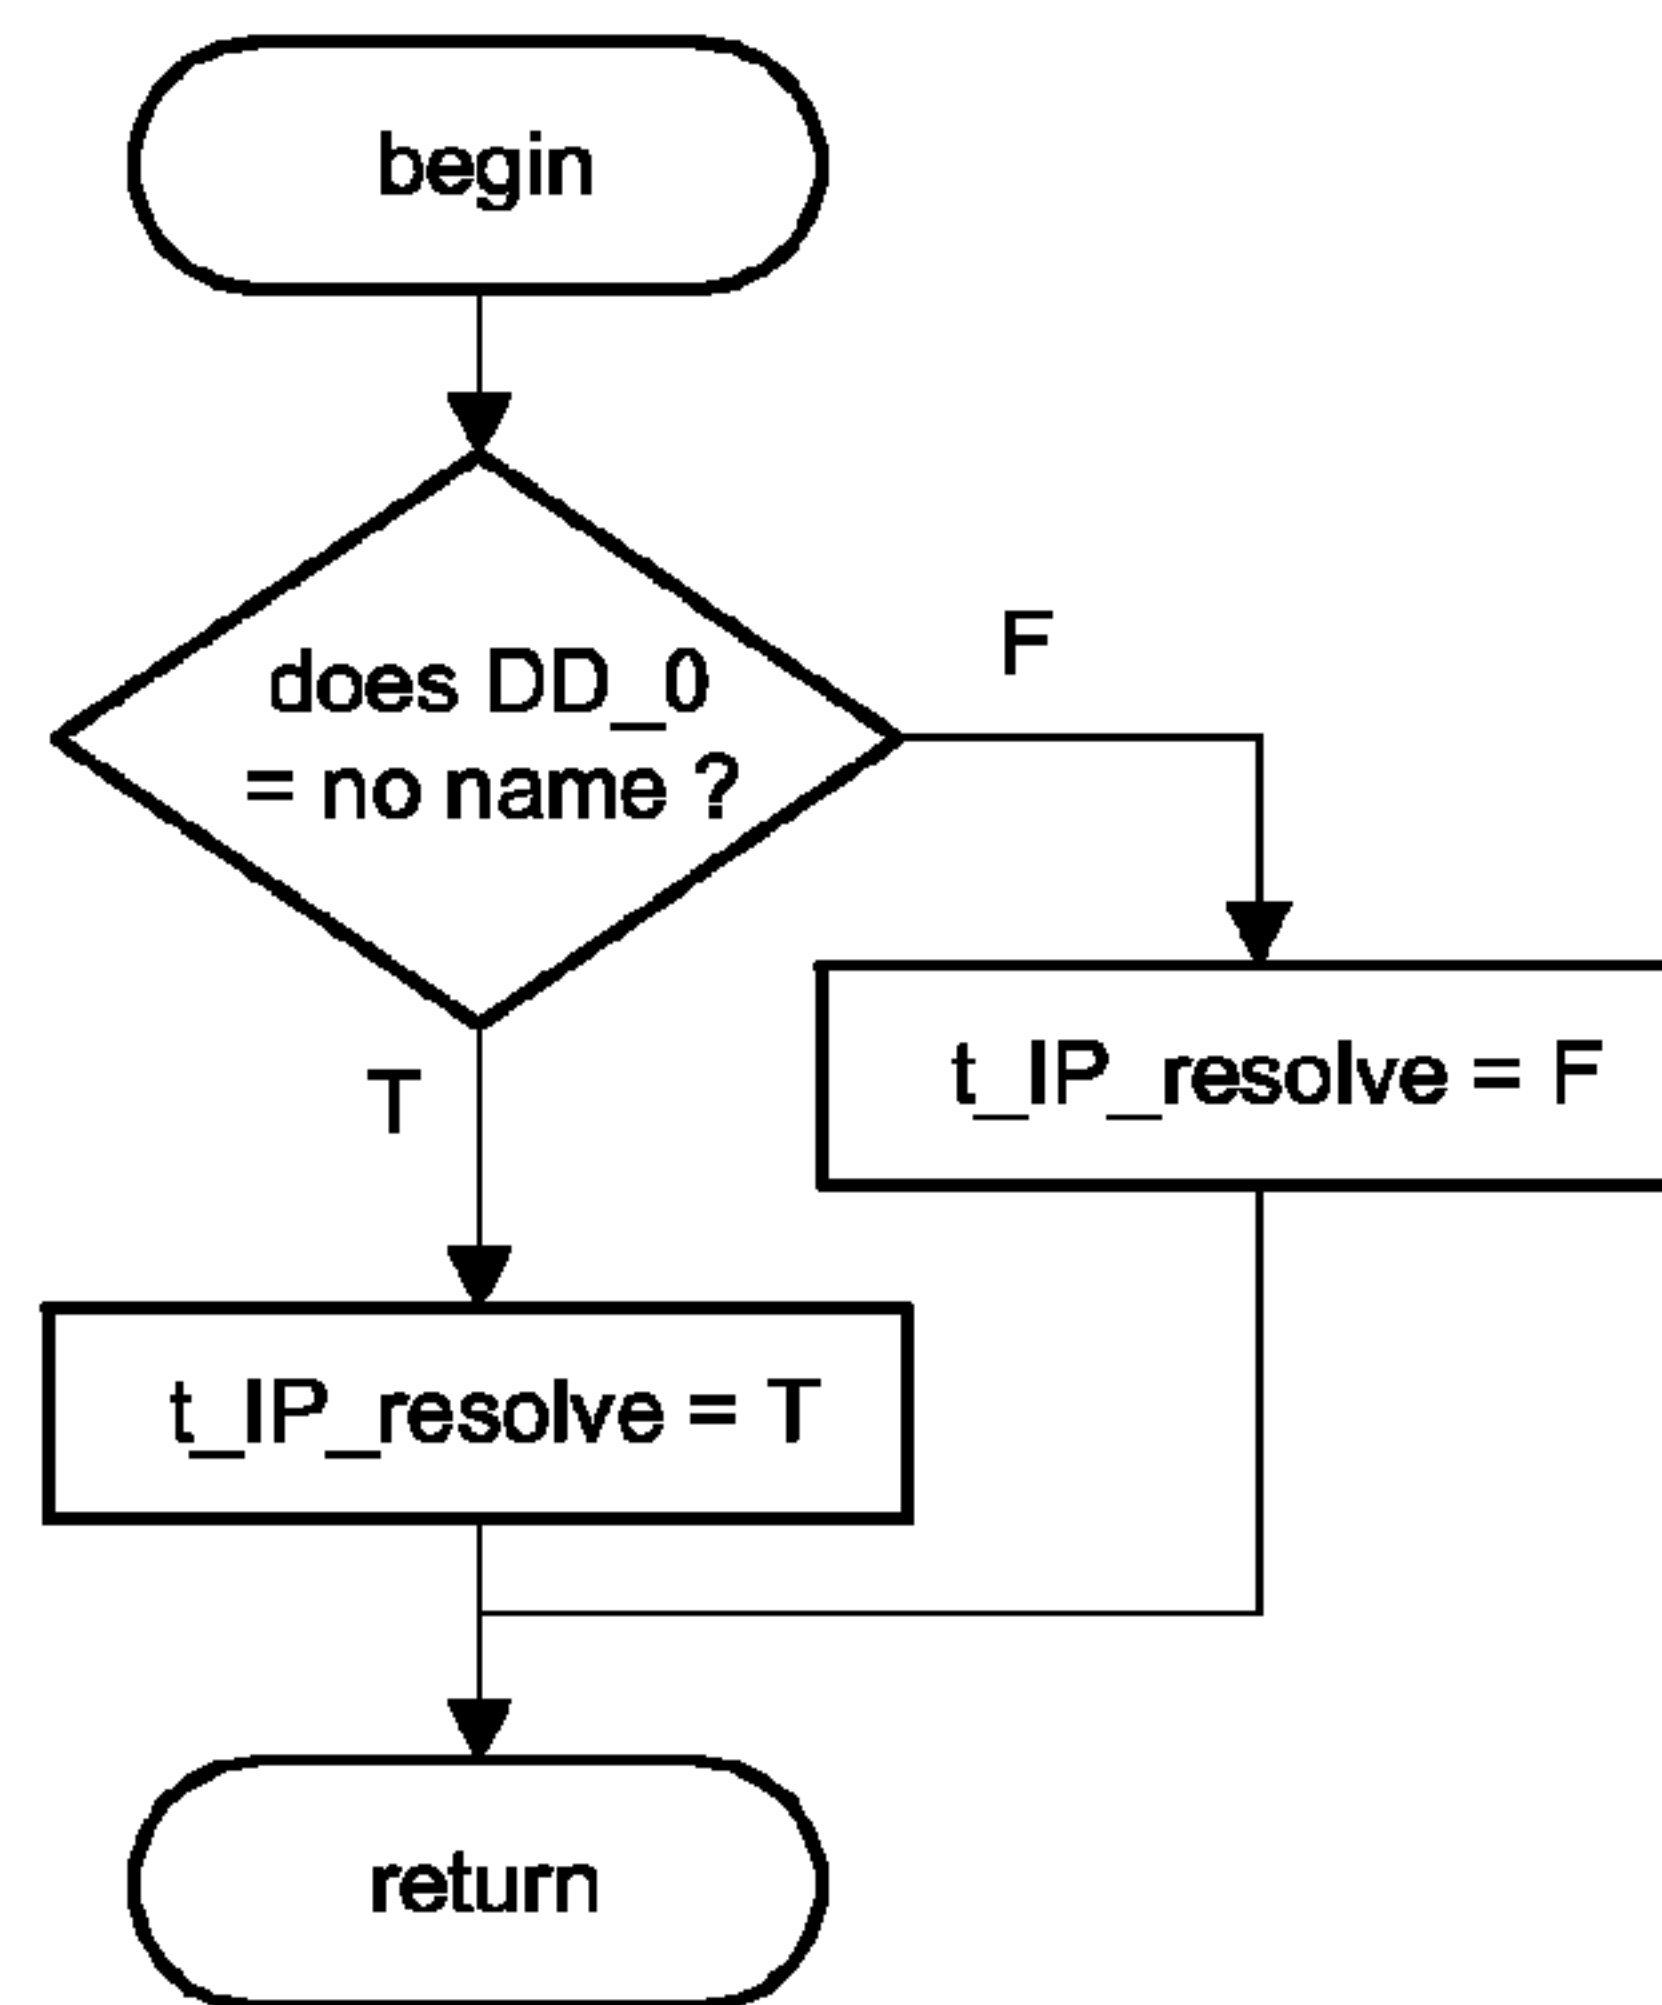 begin
does DD_0
= no name ?
F
T
t_IP_resolve = F
t_IP_resolve = T
return